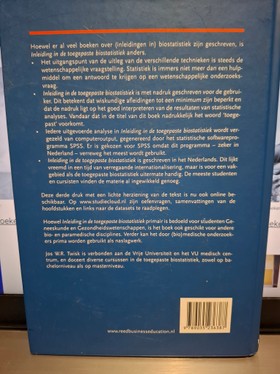 Hoewel er al veel boeken over (inleidingen in) biostatistiek zijn geschreven, is
Inleiding in de toegepaste biostatistiek anders.
• Het uitgangspunt van de uitleg van de verschillende technieken is steeds de
wetenschappelijke vraagstelling. Statistiek is immers niet meer dan een hulp-
middel om een antwoord te krijgen op een wetenschappelijke onderzoeks-
vraag.
• Inleiding in de toegepaste biostatistiek is met nadruk geschreven voor de gebrui-
ker. Dit betekent dat wiskundige afleidingen tot een minimum zijn beperkt en
dat de nadruk ligt op het goed interpreteren van de resultaten van statistische
analyses. Vandaar dat in de titel van dit boek nadrukkelijk het woord 'toege-
past' voorkomt.
• Iedere uitgevoerde analyse in Inleiding in de toegepaste biostatistiek wordt ver-
gezeld van computeroutput, gegenereerd door het statistische softwarepro-
gramma SPSS. Er is gekozen voor SPSS omdat dit programma – zeker in
Nederland – verreweg het meest wordt gebruikt.
• Inleiding in de toegepaste biostatistiek is geschreven in het Nederlands. Dit lijkt
vreemd in een tijd van verregaande internationalisering, maar is voor een vak-
gebied als de toegepaste biostatistiek uitermate handig. De meeste studenten
en cursisten vinden de materie al ingewikkeld genoeg.
Deze derde druk met een lichte herziening van de tekst is nu ook online be-
schikbaar. Op www.studiecloud.nl zijn oefenvragen, samenvattingen van de
hoofdstukken en links naar de datasets te raadplegen.
Hoewel Inleiding in de toegepaste biostatistiek primair is bedoeld voor studenten Ge-
neeskunde en Gezondheidswetenschappen, is het boek ook geschikt voor andere
bio- en paramedische disciplines. Verder kan het door (bio)medische onderzoek-
ers prima worden gebruikt als naslagwerk.
Jos W.R. Twisk is verbonden aan de Vrije Universiteit en het VU medisch cen-
trum, en doceert diverse cursussen in de toegepaste biostatistiek, zowel op ba-
chelorniveau als op masterniveau.
www.reedbusinesseducation.nl